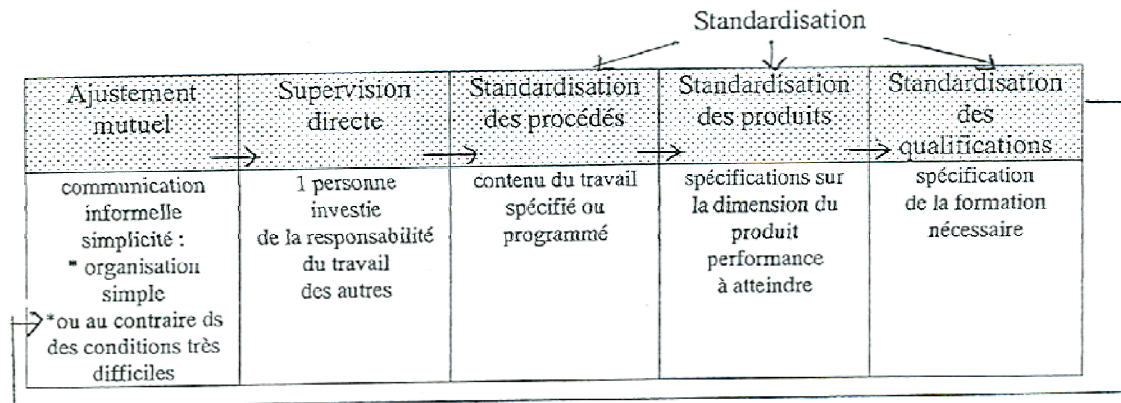 Standardisation
Ajustement
mutuel
Supervision
directe
Standardisation
des procédés
Standardisation
des produits
Standardisation
des
qualifications
communication
informelle
simplicité :
* organisation
simple
*ou au contraire ds
des conditions très
difficiles
1 personne
investie
de la responsabilité
du travail
des autres
contenu du travail
spécifié ou
programmé
spécifications sur
la dimension du
produit
performance
à atteindre
spécification
de la formation
nécessaire